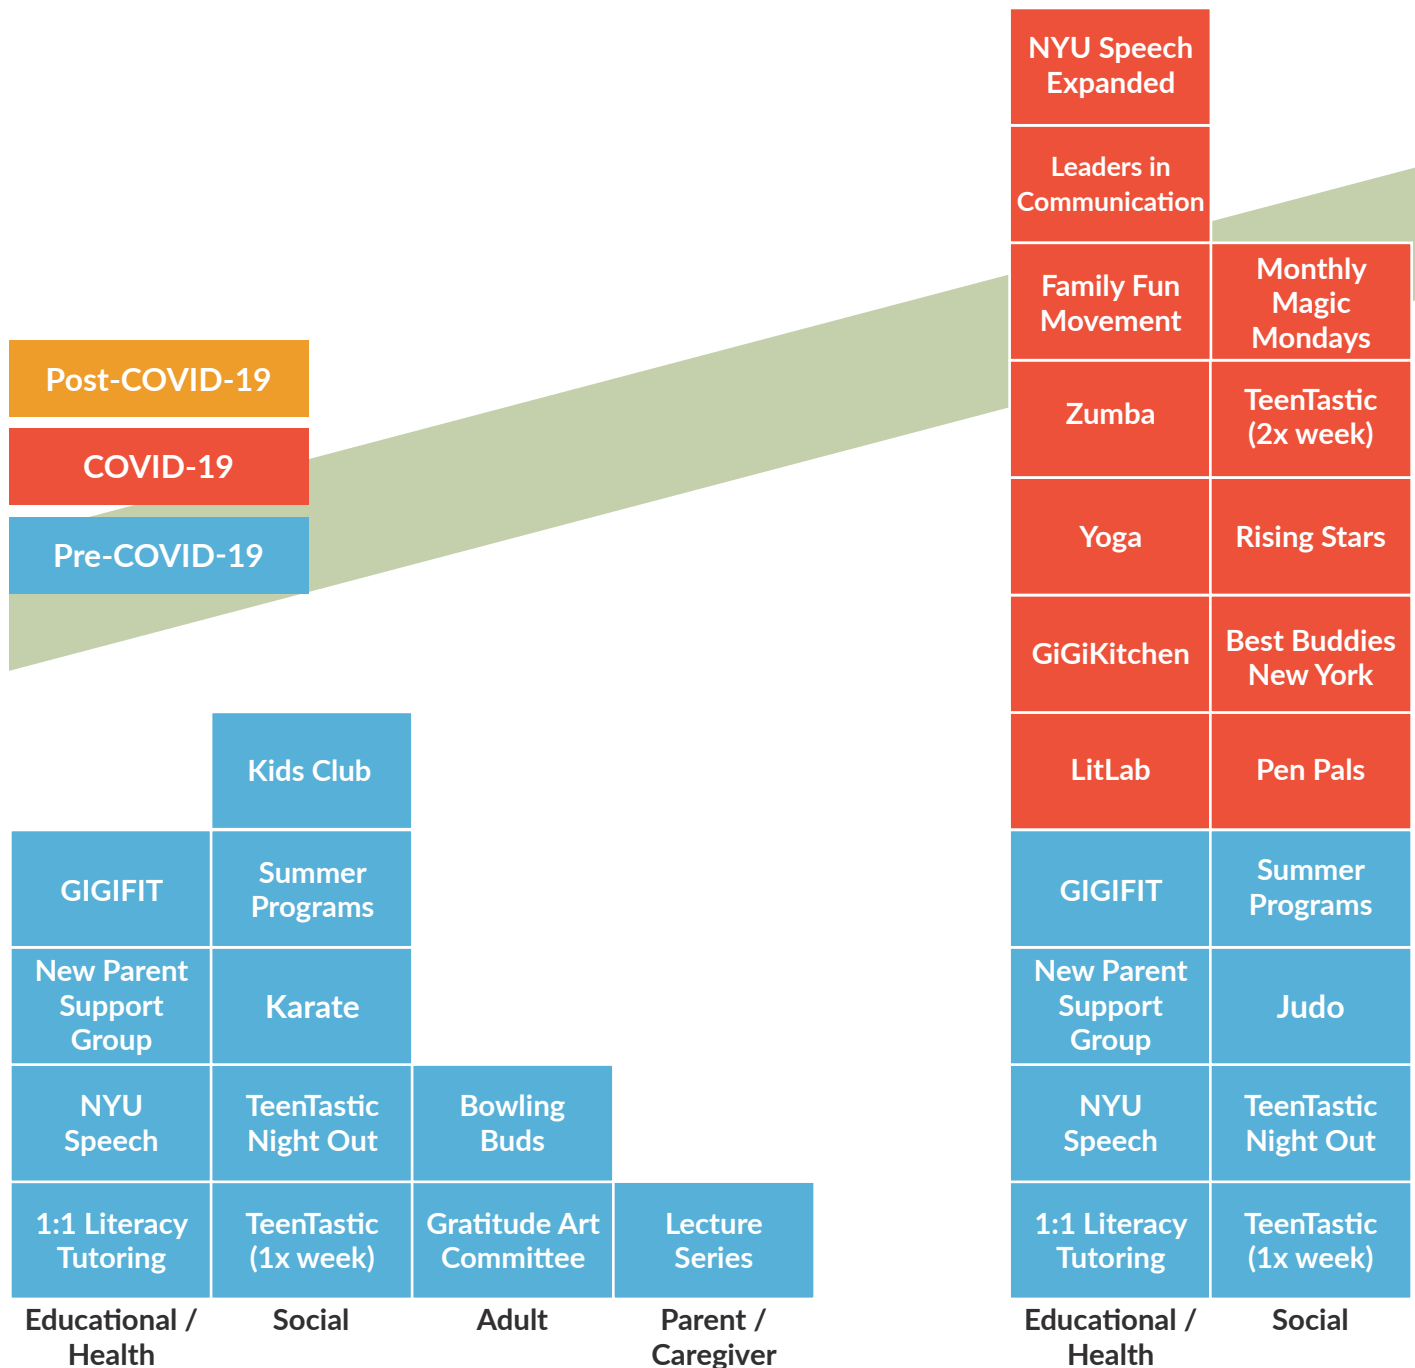 Post-COVID-19
COVID-19
Pre-COVID-19
Kids Club
GIGIFIT
Summer
Programs
New Parent
Support
Group
Karate
NYU
Speech
TeenTastic
Night Out
Bowling
Buds
1:1 Literacy
Tutoring
TeenTastic
(1x week)
Gratitude Art
Committee
Lecture
Series
Educational /
Health
Social
Adult
Parent /
Caregiver
NYU Speech
Expanded
Leaders in
Communication
Family Fun
Movement
Monthly
Magic
Mondays
Zumba
TeenTastic
(2x week)
Yoga
Rising Stars
GiGiKitchen
Best Buddies
New York
LitLab
Pen Pals
GIGIFIT
Summer
Programs
New Parent
Support
Group
Judo
NYU
Speech
TeenTastic
Night Out
1:1 Literacy
Tutoring
TeenTastic
(1x week)
Educational /
Health
Social